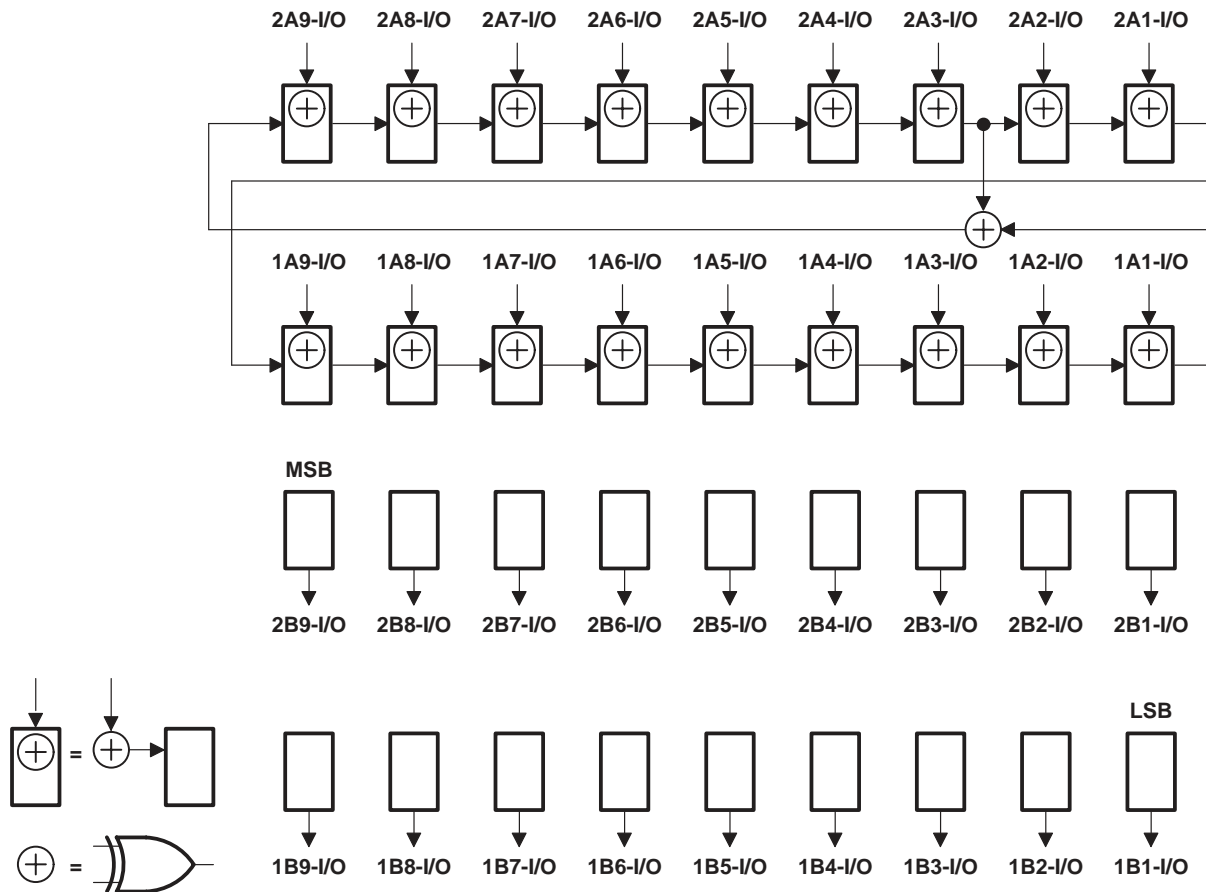 2A9-I/O 2A8-I/O 2A7-I/O 2A6-I/O 2A5-I/O 2A4-I/O 2A3-I/O 2A2-I/O 2A1-I/O
1A9-I/O 1A8-I/O 1A7-I/O 1A6-I/O 1A5-I/O 1A4-I/O 1A3-I/O 1A2-I/O 1A1-I/O
MSB
2B9-I/O 2B8-I/O 2B7-I/O 2B6-I/O 2B5-I/O 2B4-I/O 2B3-I/O 2B2-I/O 2B1-I/O
LSB
=
=
1B9-I/O 1B8-I/O 1B7-I/O 1B6-I/O 1B5-I/O 1B4-I/O 1B3-I/O 1B2-I/O 1B1-I/O